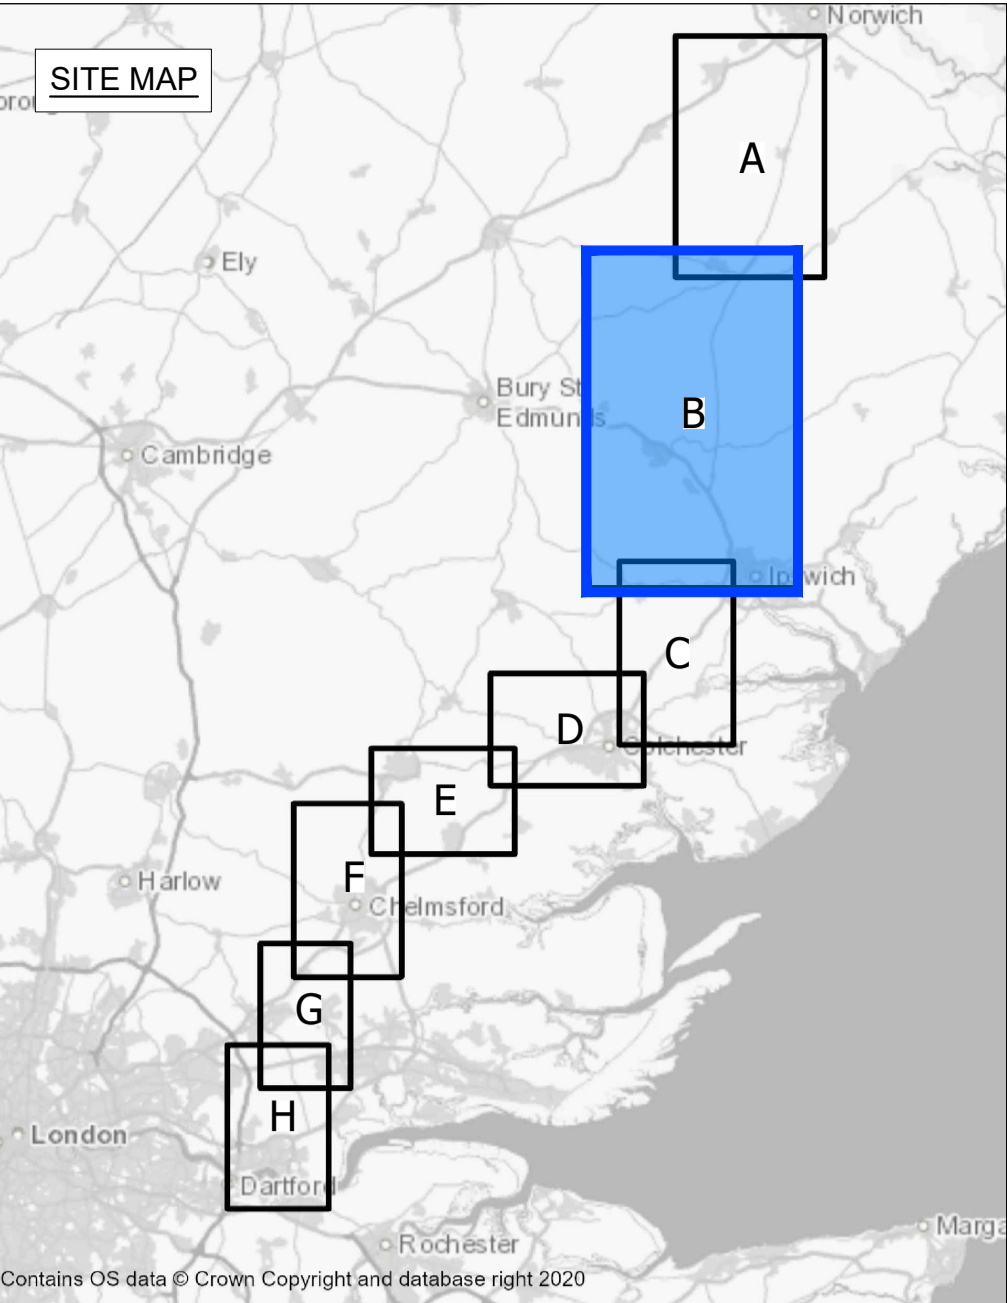 Norwich
SITE MAP
A
Ely
Bury St
Edmunds
B
Cambridge
Ipswich
C
D
Colchester
E
F
Harlow
Chelmsford
G
H
London
Dartford
Marga
Rochester
Contains OS data © Crown Copyright and database right 2020